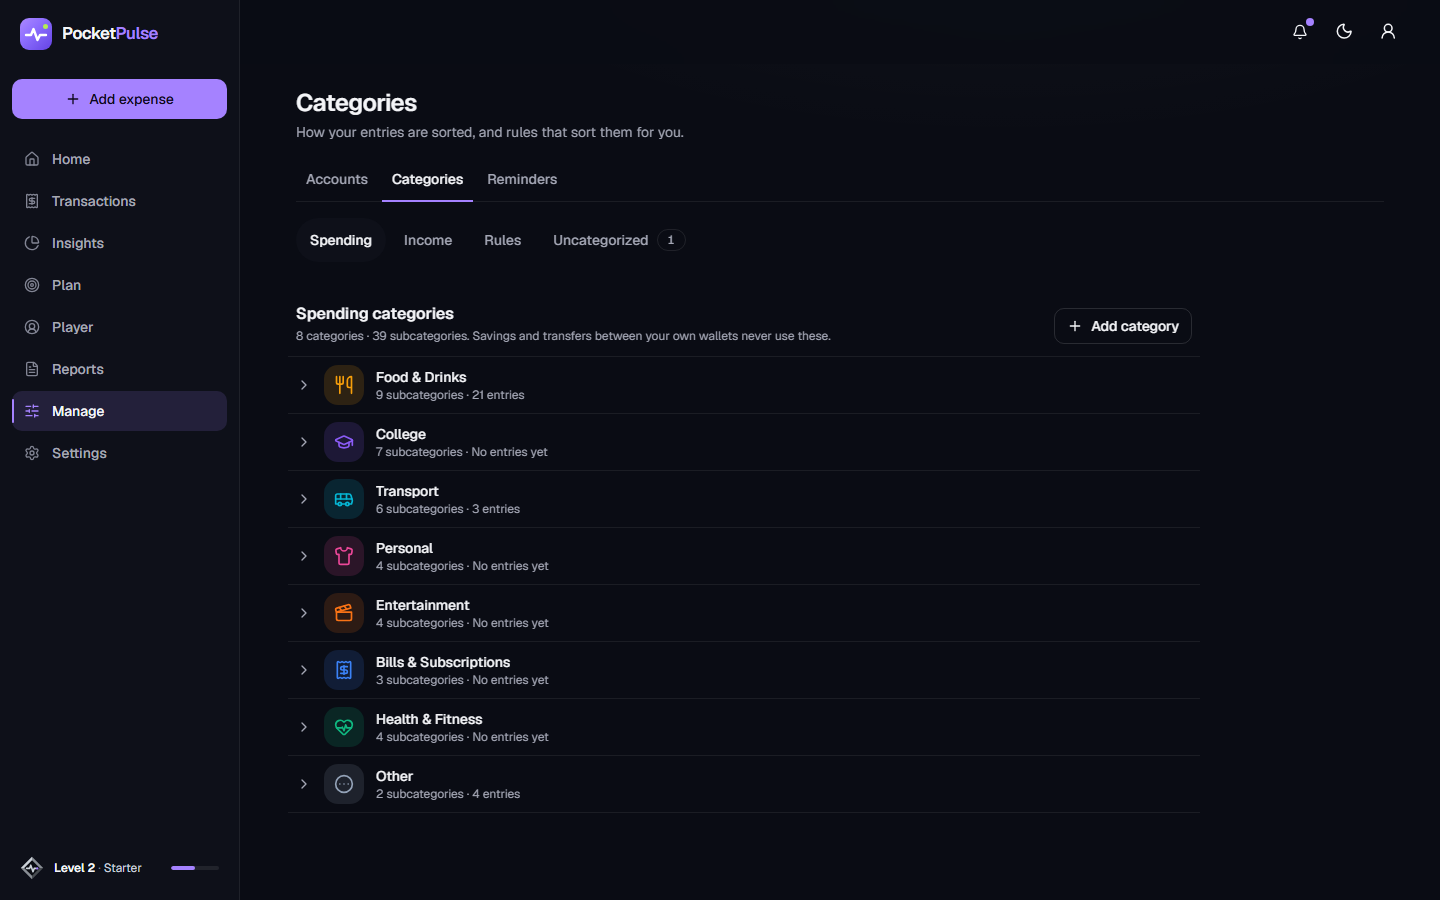 PocketPulse
Add expense
Home
Transactions
Insights
Plan
Player
Reports
Manage
Settings
Level 2 · Starter
Categories
How your entries are sorted, and rules that sort them for you.
Accounts Categories Reminders
Spending Income Rules Uncategorized 1
Spending categories
8 categories · 39 subcategories. Savings and transfers between your own wallets never use these.
Add category
Food & Drinks
9 subcategories · 21 entries
College
7 subcategories · No entries yet
Transport
6 subcategories · 3 entries
Personal
4 subcategories · No entries yet
Entertainment
4 subcategories · No entries yet
Bills & Subscriptions
3 subcategories · No entries yet
Health & Fitness
4 subcategories · No entries yet
Other
2 subcategories · 4 entries